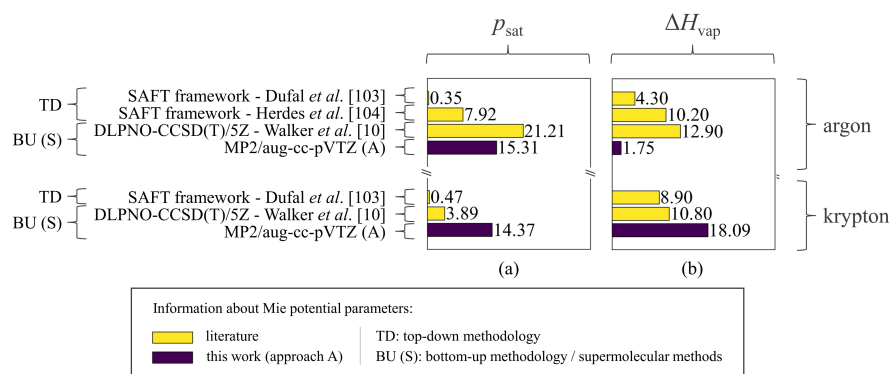 p_sat
ΔH_vap
TD
SAFT framework - Dufal et al. [103]
0.35
4.30
SAFT framework - Herdes et al. [104]
7.92
10.20
BU (S)
DLPNO-CCSD(T)/5Z - Walker et al. [10]
21.21
12.90
MP2/aug-cc-pVTZ (A)
15.31
1.75
argon
TD
SAFT framework - Dufal et al. [103]
0.47
8.90
BU (S)
DLPNO-CCSD(T)/5Z - Walker et al. [10]
3.89
10.80
MP2/aug-cc-pVTZ (A)
14.37
18.09
krypton
(a)
(b)
Information about Mie potential parameters:
literature
this work (approach A)
TD: top-down methodology
BU (S): bottom-up methodology / supermolecular methods